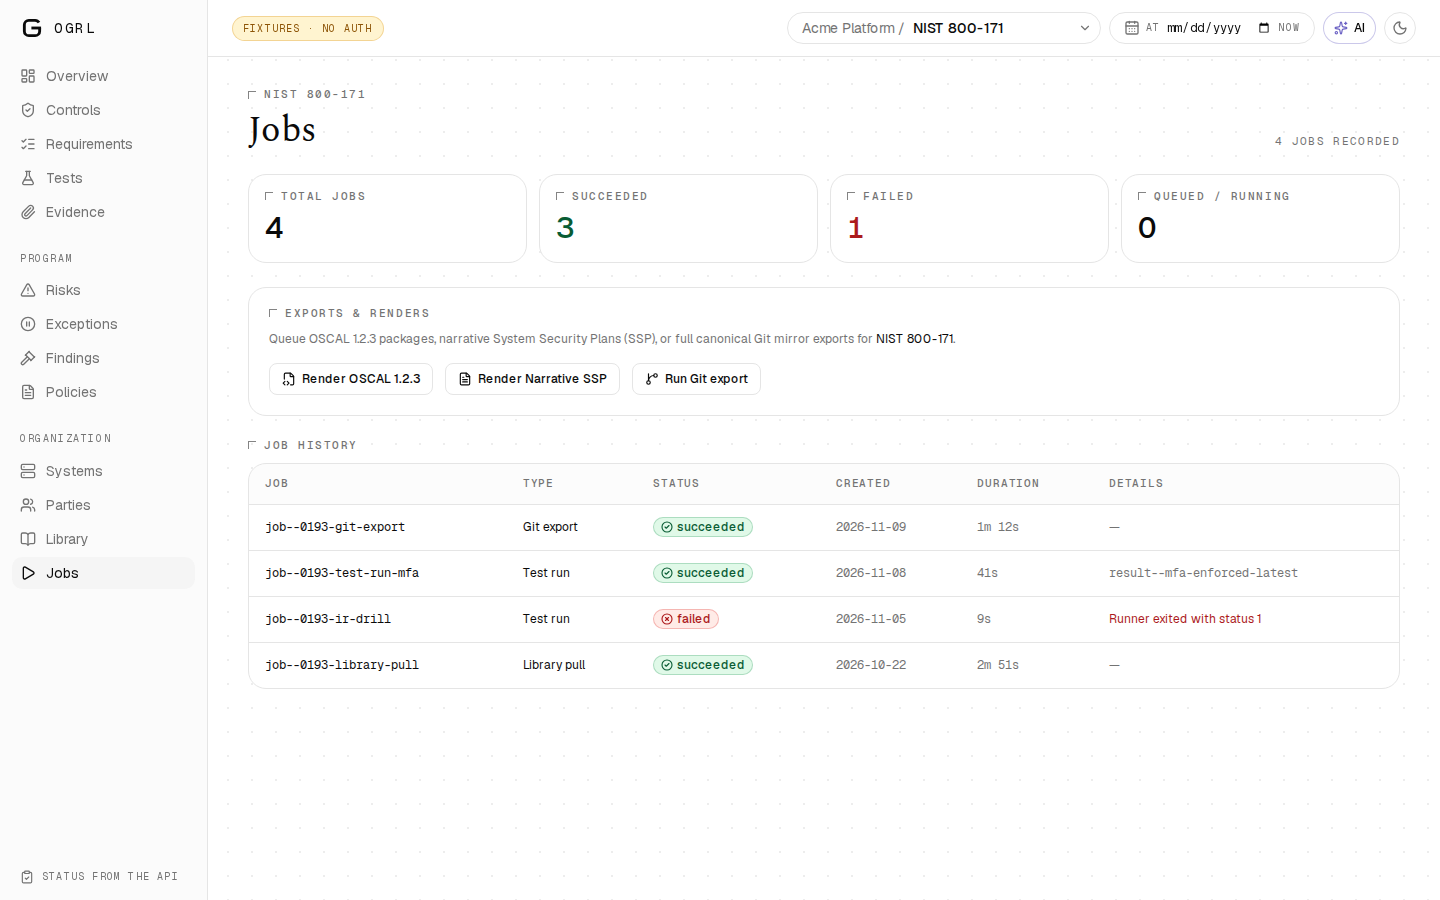 OGRL
FIXTURES · NO AUTH
Acme Platform / NIST 800-171
AT mm/dd/yyyy NOW
AI
Overview
Controls
Requirements
Tests
Evidence
PROGRAM
Risks
Exceptions
Findings
Policies
ORGANIZATION
Systems
Parties
Library
Jobs
STATUS FROM THE API
NIST 800-171
Jobs
4 JOBS RECORDED
TOTAL JOBS
4
SUCCEEDED
3
FAILED
1
QUEUED / RUNNING
0
EXPORTS & RENDERS
Queue OSCAL 1.2.3 packages, narrative System Security Plans (SSP), or full canonical Git mirror exports for NIST 800-171.
Render OSCAL 1.2.3
Render Narrative SSP
Run Git export
JOB HISTORY
JOB TYPE STATUS CREATED DURATION DETAILS
job--0193-git-export Git export succeeded 2026-11-09 1m 12s —
job--0193-test-run-mfa Test run succeeded 2026-11-08 41s result--mfa-enforced-latest
job--0193-ir-drill Test run failed 2026-11-05 9s Runner exited with status 1
job--0193-library-pull Library pull succeeded 2026-10-22 2m 51s —